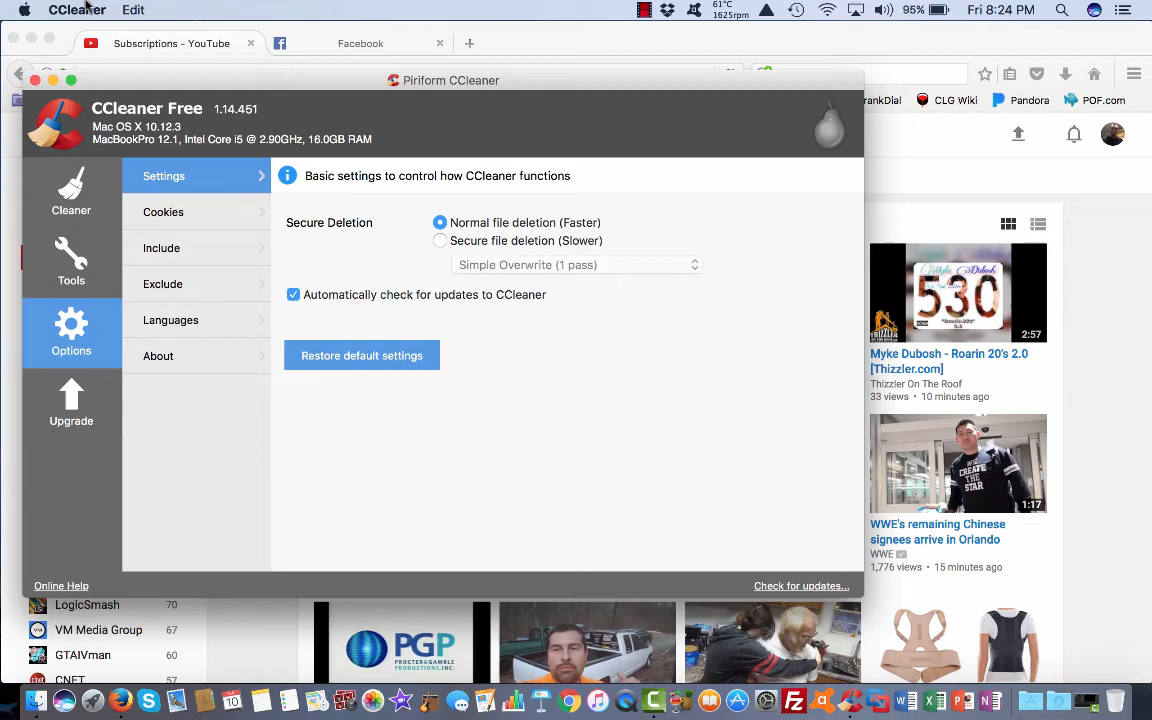 CCleaner Edit
61°C
1625rpm
95%
Fri 8:24 PM
Subscriptions - YouTube
Facebook
CLG Wiki
Pandora
POF.com
Piriform CCleaner
CCleaner Free 1.14.451
Mac OS X 10.12.3
MacBookPro 12.1, Intel Core i5 @ 2.90GHz, 16.0GB RAM
Cleaner
Tools
Options
Upgrade
Settings
Cookies
Include
Exclude
Languages
About
Basic settings to control how CCleaner functions
Secure Deletion
Normal file deletion (Faster)
Secure file deletion (Slower)
Simple Overwrite (1 pass)
Automatically check for updates to CCleaner
Restore default settings
Online Help
Check for updates...
530
2:57
Myke Dubosh - Roarin 20's 2.0
[Thizzler.com]
Thizzler On The Roof
33 views • 10 minutes ago
WE
CREATE
THE
STAR
1:17
WWE's remaining Chinese
signees arrive in Orlando
WWE
1,776 views • 15 minutes ago
LogicSmash 70
VM Media Group 67
GTAIVman 60
CNET
PGP
PROCTER&GAMBLE
PRODUCTIONS, INC.
10